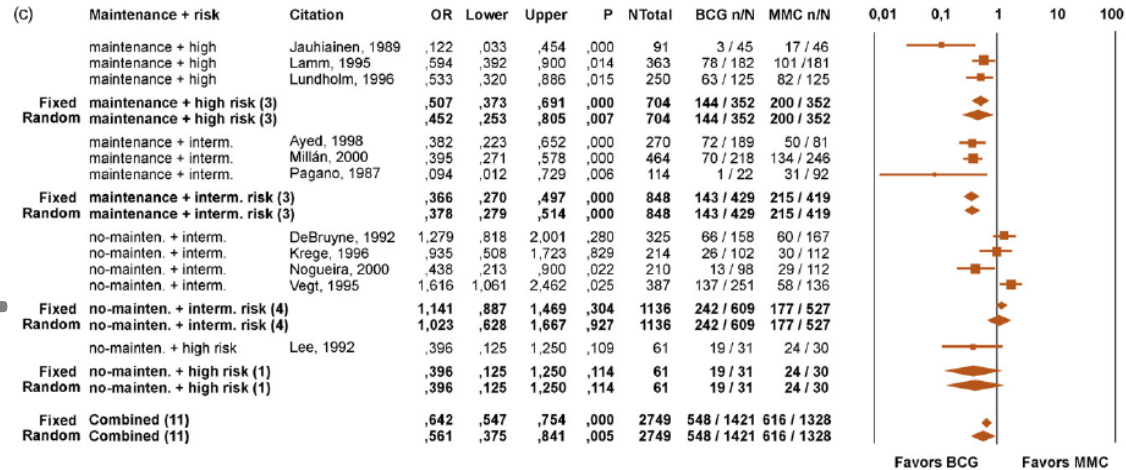 (c) Maintenance + risk Citation OR Lower Upper P NTotal BCG n/N MMC n/N 0,01 0,1 1 10 100
maintenance + high Jauhiainen, 1989 ,122 ,033 ,454 ,000 91 3 / 45 17 / 46
maintenance + high Lamm, 1995 ,594 ,392 ,900 ,014 363 78 / 182 101 /181
maintenance + high Lundholm, 1996 ,533 ,320 ,886 ,015 250 63 / 125 82 / 125
Fixed maintenance + high risk (3) ,507 ,373 ,691 ,000 704 144 / 352 200 / 352
Random maintenance + high risk (3) ,452 ,253 ,805 ,007 704 144 / 352 200 / 352
maintenance + interm. Ayed, 1998 ,382 ,223 ,652 ,000 270 72 / 189 50 / 81
maintenance + interm. Millán, 2000 ,395 ,271 ,578 ,000 464 70 / 218 134 / 246
maintenance + interm. Pagano, 1987 ,094 ,012 ,729 ,006 114 1 / 22 31 / 92
Fixed maintenance + interm. risk (3) ,366 ,270 ,497 ,000 848 143 / 429 215 / 419
Random maintenance + interm. risk (3) ,378 ,279 ,514 ,000 848 143 / 429 215 / 419
no-mainten. + interm. DeBruyne, 1992 1,279 ,818 2,001 ,280 325 66 / 158 60 / 167
no-mainten. + interm. Krege, 1996 ,935 ,508 1,723 ,829 214 26 / 102 30 / 112
no-mainten. + interm. Nogueira, 2000 ,438 ,213 ,900 ,022 210 13 / 98 29 / 112
no-mainten. + interm. Vegt, 1995 1,616 1,061 2,462 ,025 387 137 / 251 58 / 136
Fixed no-mainten. + interm. risk (4) 1,141 ,887 1,469 ,304 1136 242 / 609 177 / 527
Random no-mainten. + interm. risk (4) 1,023 ,628 1,667 ,927 1136 242 / 609 177 / 527
no-mainten. + high risk Lee, 1992 ,396 ,125 1,250 ,109 61 19 / 31 24 / 30
Fixed no-mainten. + high risk (1) ,396 ,125 1,250 ,114 61 19 / 31 24 / 30
Random no-mainten. + high risk (1) ,396 ,125 1,250 ,114 61 19 / 31 24 / 30
Fixed Combined (11) ,642 ,547 ,754 ,000 2749 548 / 1421 616 / 1328
Random Combined (11) ,561 ,375 ,841 ,005 2749 548 / 1421 616 / 1328
Favors BCG Favors MMC